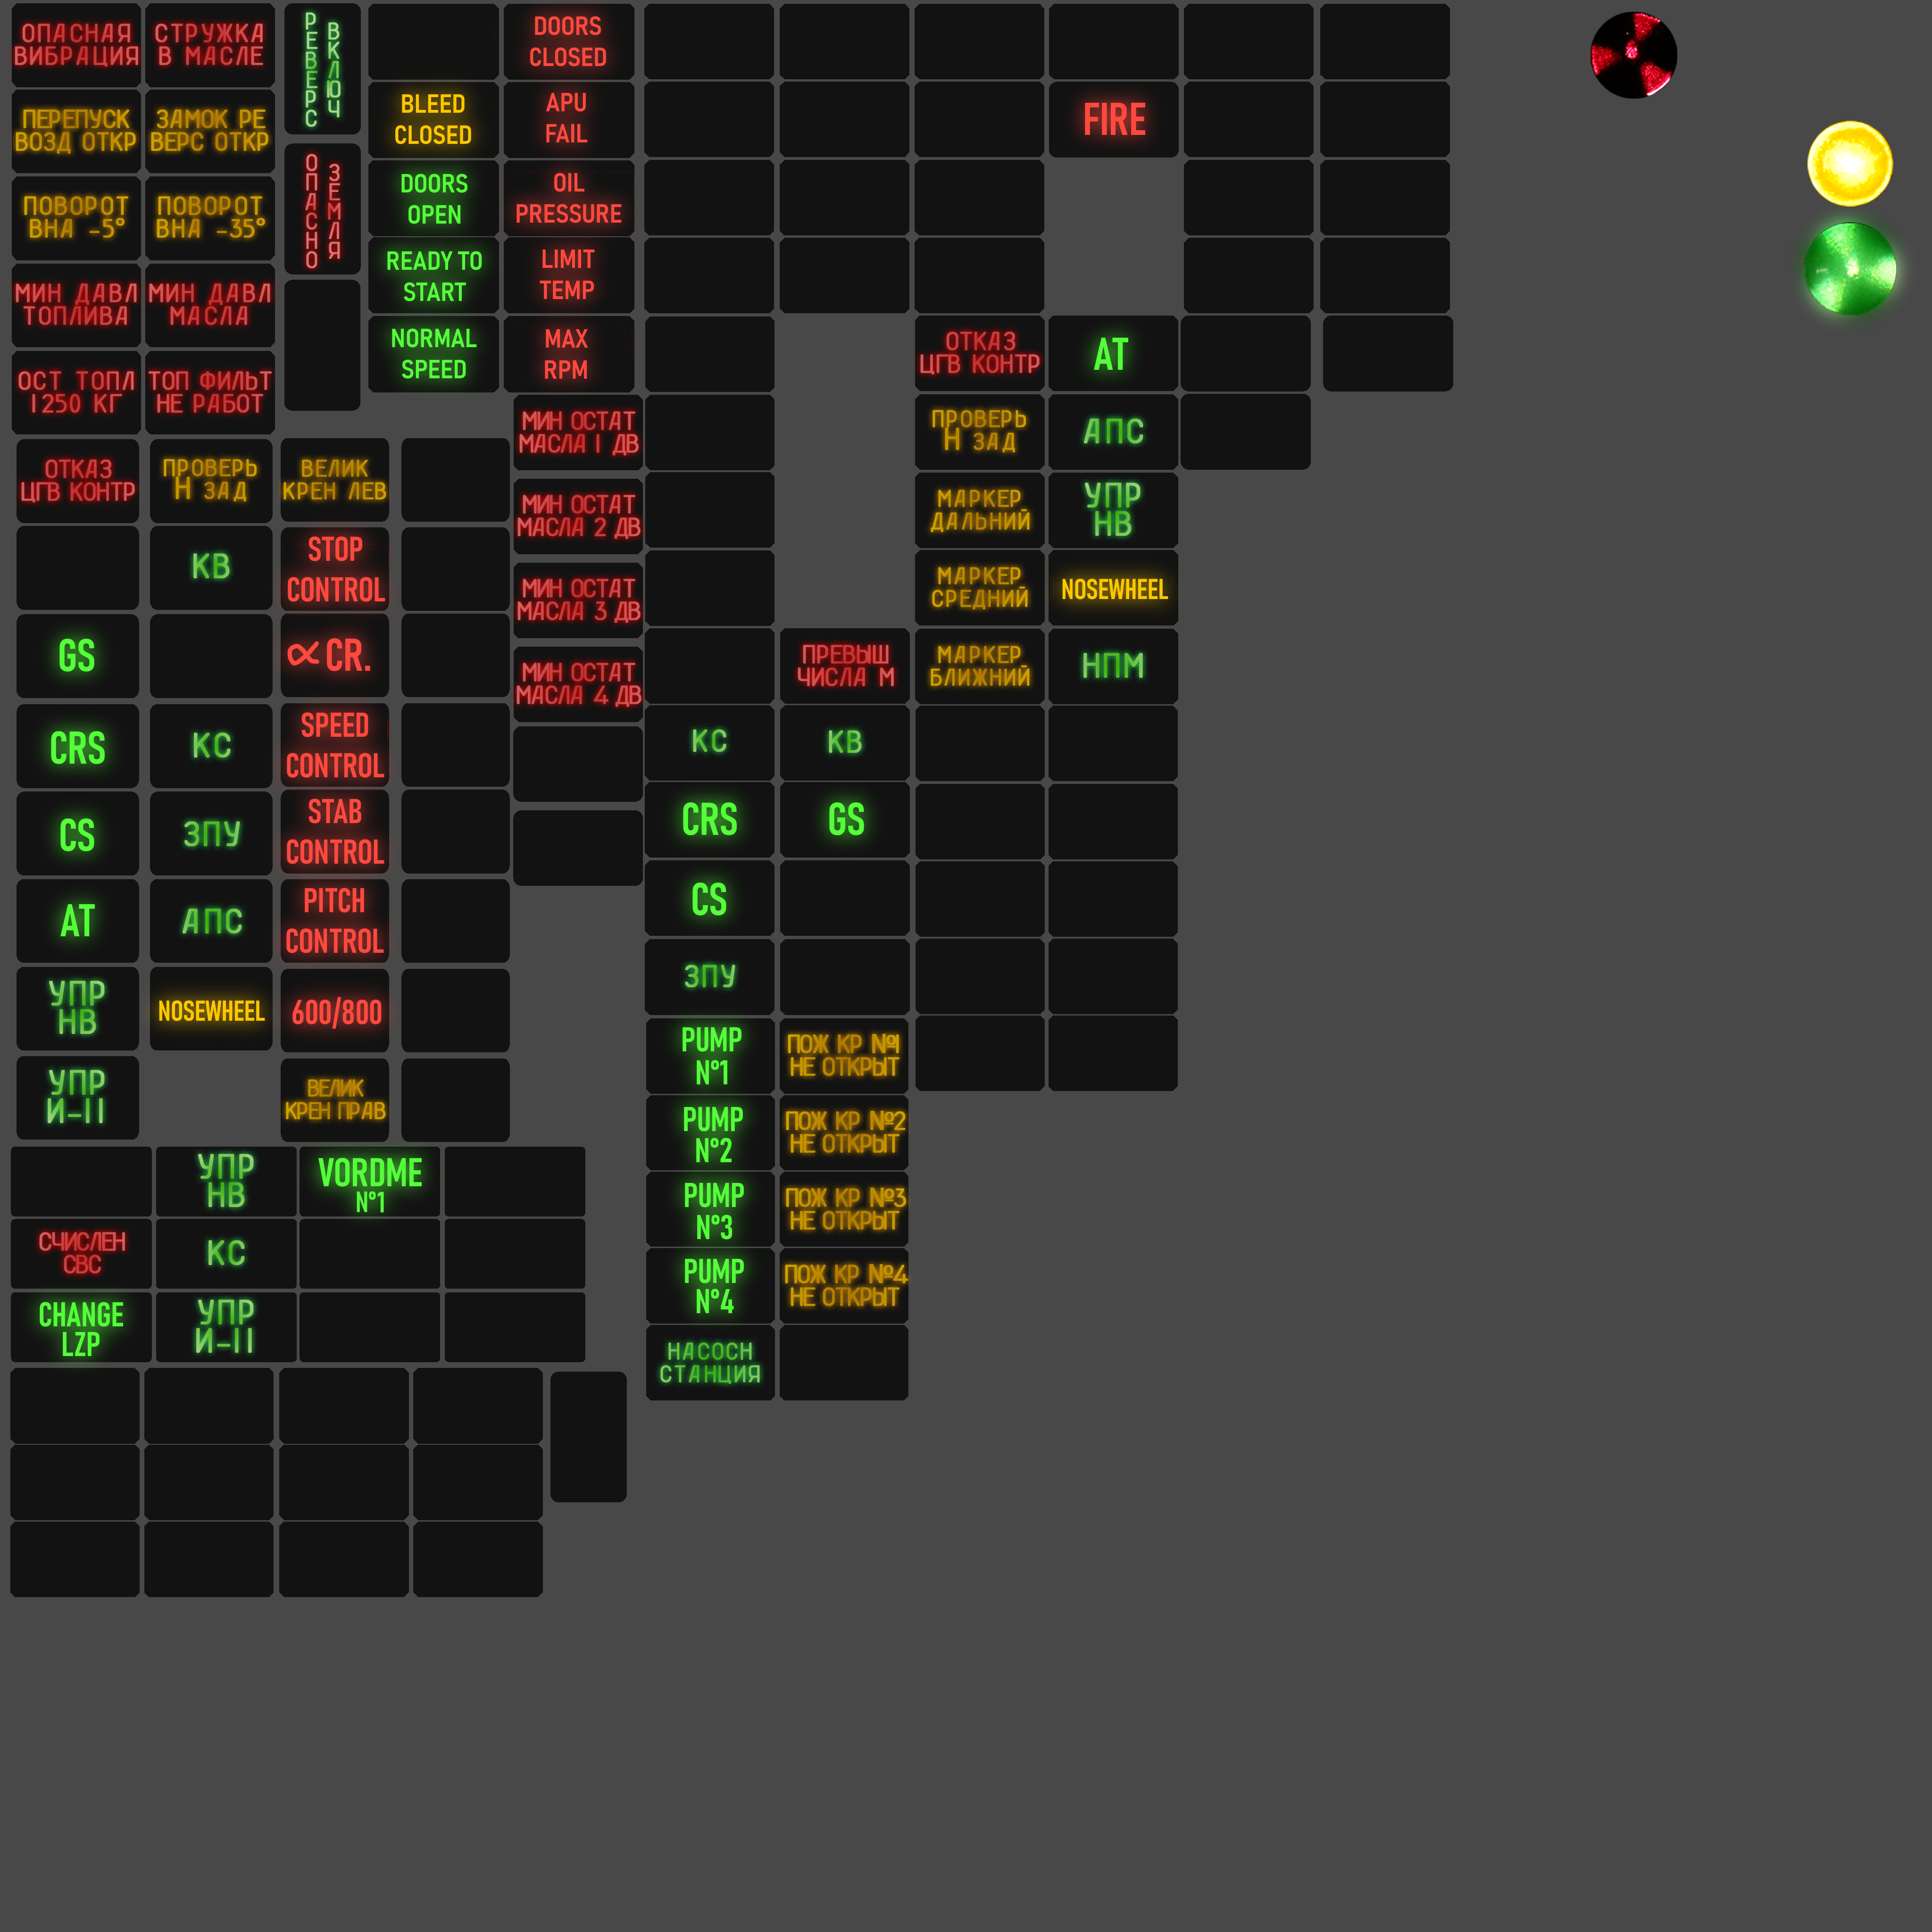 ОПАСНАЯ
ВИБРАЦИЯ
СТРУЖКА
В МАСЛЕ
РЕВЕРС
ВКЛЮЧ
DOORS
CLOSED
ПЕРЕПУСК
ВОЗД ОТКР
ЗАМОК РЕ
ВЕРС ОТКР
BLEED
CLOSED
APU
FAIL
FIRE
ПОВОРОТ
ВНА -5°
ПОВОРОТ
ВНА -35°
ОПАСНО
ЗЕМЛЯ
DOORS
OPEN
OIL
PRESSURE
МИН ДАВЛ
ТОПЛИВА
МИН ДАВЛ
МАСЛА
READY TO
START
LIMIT
TEMP
ОСТ ТОПЛ
1250 КГ
ТОП ФИЛЬТ
НЕ РАБОТ
NORMAL
SPEED
MAX
RPM
ОТКАЗ
ЦГВ КОНТР
AT
МИН ОСТАТ
МАСЛА 1 ДВ
ПРОВЕРЬ
Н ЗАД
АПС
ОТКАЗ
ЦГВ КОНТР
ПРОВЕРЬ
Н ЗАД
ВЕЛИК
КРЕН ЛЕВ
МИН ОСТАТ
МАСЛА 2 ДВ
МАРКЕР
ДАЛЬНИЙ
УПР
НВ
КВ
STOP
CONTROL
МИН ОСТАТ
МАСЛА 3 ДВ
МАРКЕР
СРЕДНИЙ
NOSEWHEEL
GS
∝ CR.
МИН ОСТАТ
МАСЛА 4 ДВ
ПРЕВЫШ
ЧИСЛА М
МАРКЕР
БЛИЖНИЙ
НПМ
CRS
КС
SPEED
CONTROL
КС
КВ
CS
ЗПУ
STAB
CONTROL
CRS
GS
AT
АПС
PITCH
CONTROL
CS
УПР
НВ
NOSEWHEEL
600/800
ЗПУ
УПР
И-II
ВЕЛИК
КРЕН ПРАВ
PUMP
N°1
ПОЖ КР №1
НЕ ОТКРЫТ
PUMP
N°2
ПОЖ КР №2
НЕ ОТКРЫТ
УПР
НВ
VORDME
N°1
PUMP
N°3
ПОЖ КР №3
НЕ ОТКРЫТ
СЧИСЛЕН
СВС
КС
PUMP
N°4
ПОЖ КР №4
НЕ ОТКРЫТ
CHANGE
LZP
УПР
И-II
НАСОСН
СТАНЦИЯ